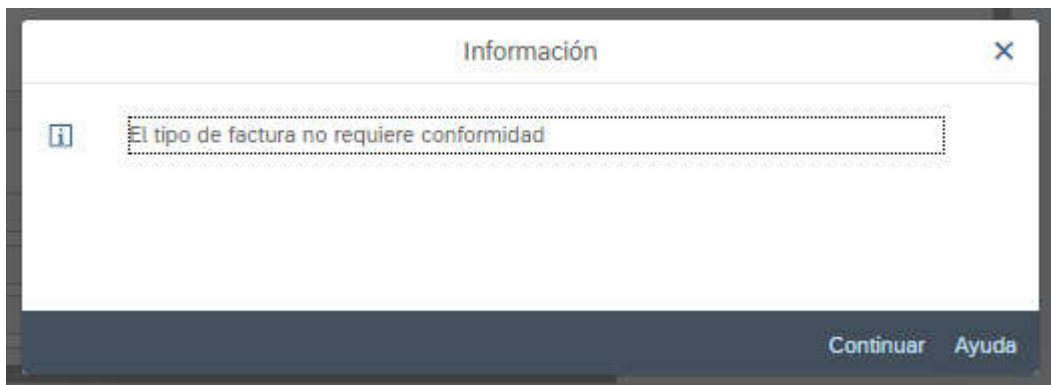 Información
El tipo de factura no requiere conformidad
Continuar Ayuda